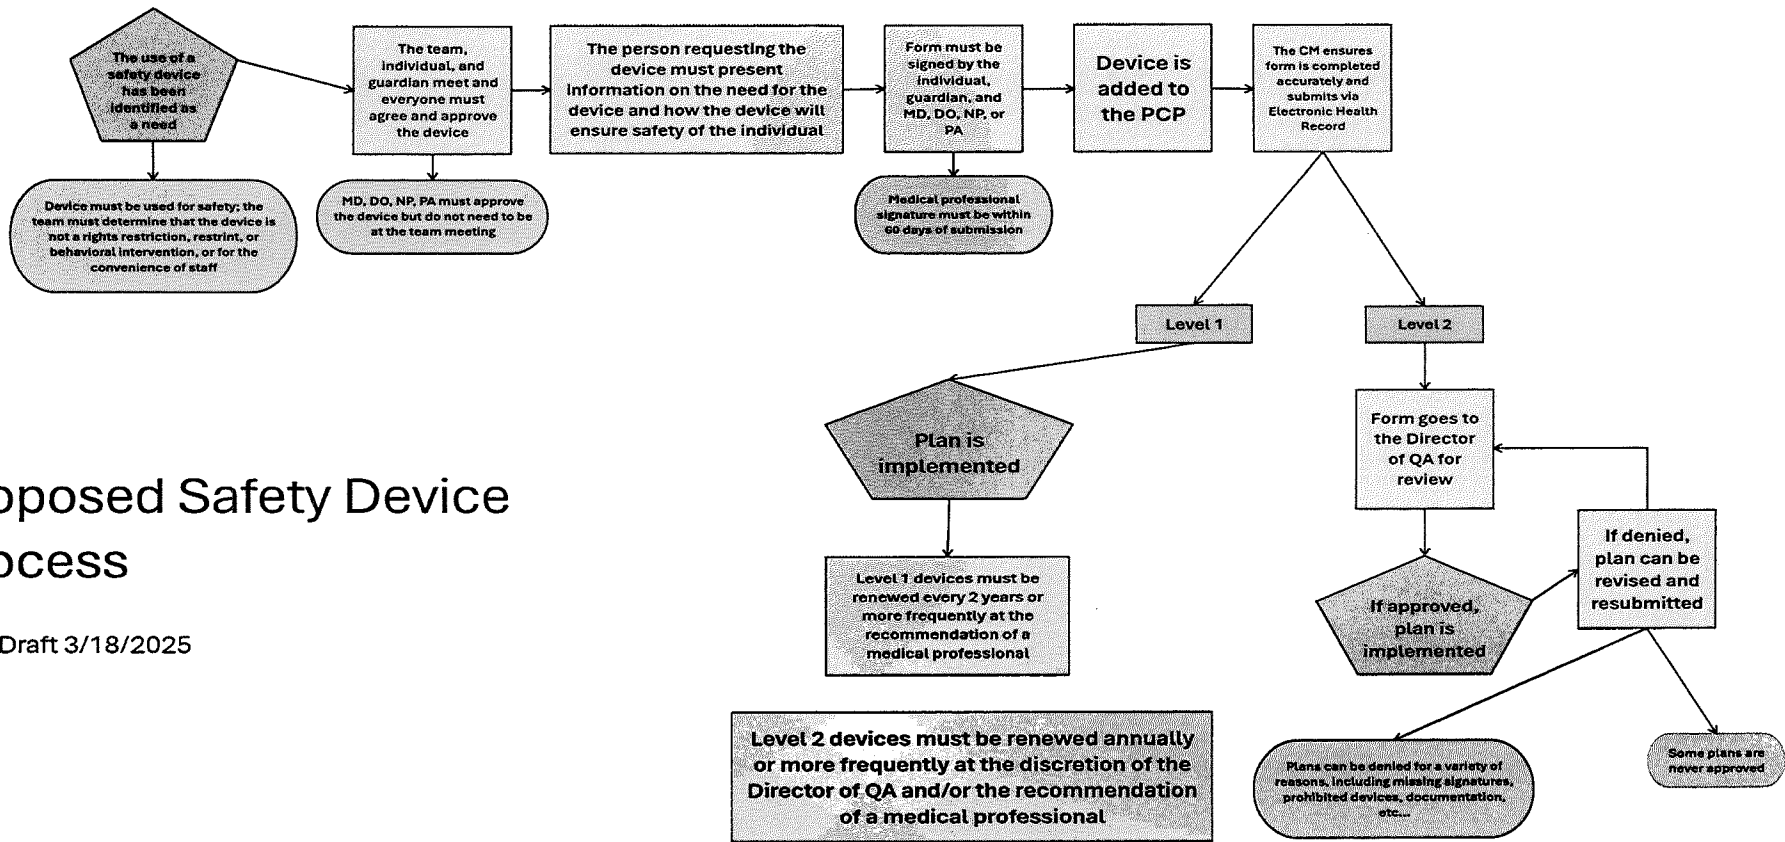 The use of a
safety device
has been
identified as
a need
The team,
individual, and
guardian meet and
everyone must
agree and approve
the device
The person requesting the
device must present
information on the need for the
device and how the device will
ensure safety of the individual
Form must be
signed by the
individual,
guardian, and
MD, DO, NP, or
PA
Device is
added to
the PCP
The CM ensures
form is completed
accurately and
submits via
Electronic Health
Record
Device must be used for safety; the
team must determine that the device is
not a rights restriction, restrint, or
behavioral intervention, or for the
convenience of staff
MD, DO, NP, PA must approve
the device but do not need to be
at the team meeting
Medical professional
signature must be within
60 days of submission
Level 1
Level 2
Plan is
implemented
Form goes to
the Director
of QA for
review
oposed Safety Device
ocess
Draft 3/18/2025
If denied,
plan can be
revised and
resubmitted
Level 1 devices must be
renewed every 2 years or
more frequently at the
recommendation of a
medical professional
If approved,
plan is
implemented
Level 2 devices must be renewed annually
or more frequently at the discretion of the
Director of QA and/or the recommendation
of a medical professional
Plans can be denied for a variety of
reasons, including missing signatures,
prohibited devices, documentation,
etc...
Some plans are
never approved